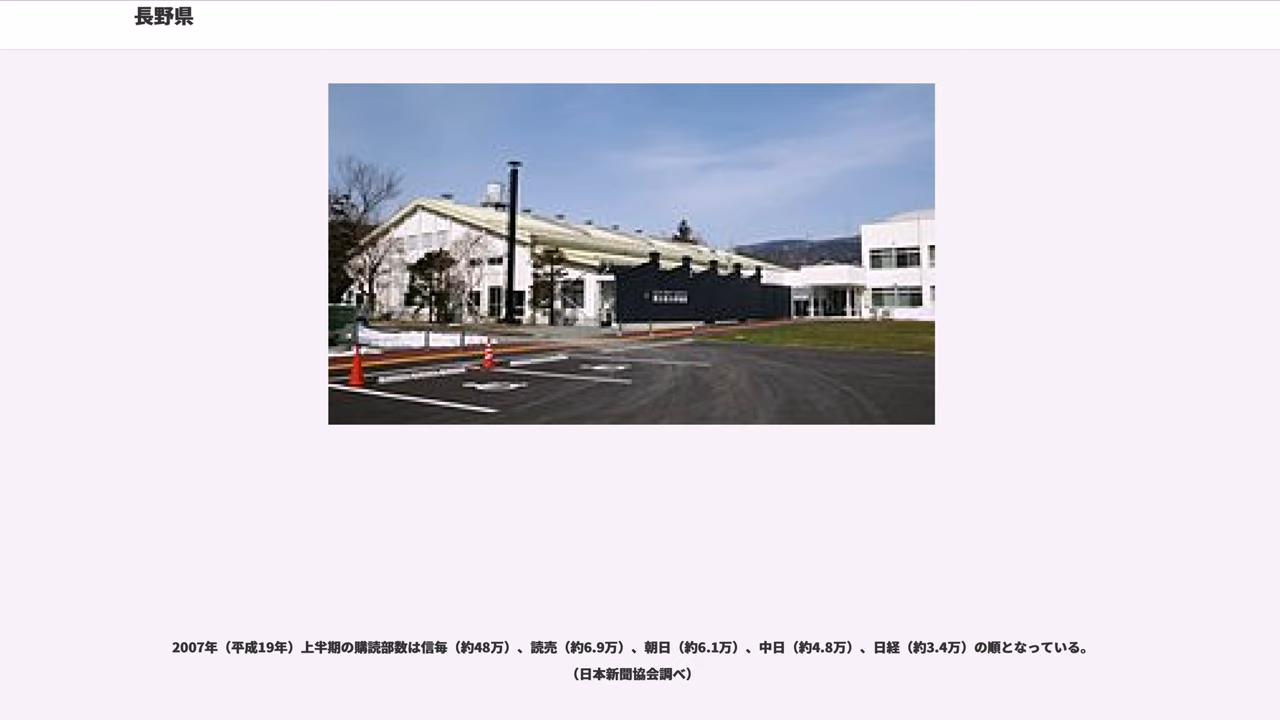 長野県
2007年（平成19年）上半期の購読部数は信毎（約48万）、読売（約6.9万）、朝日（約6.1万）、中日（約4.8万）、日経（約3.4万）の順となっている。
（日本新聞協会調べ）